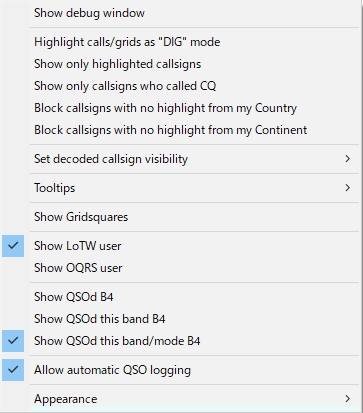 Show debug window
Highlight calls/grids as "DIG" mode
Show only highlighted callsigns
Show only callsigns who called CQ
Block callsigns with no highlight from my Country
Block callsigns with no highlight from my Continent
Set decoded callsign visibility
Tooltips
Show Gridsquares
Show LoTW user
Show OQRS user
Show QSOd B4
Show QSOd this band B4
Show QSOd this band/mode B4
Allow automatic QSO logging
Appearance